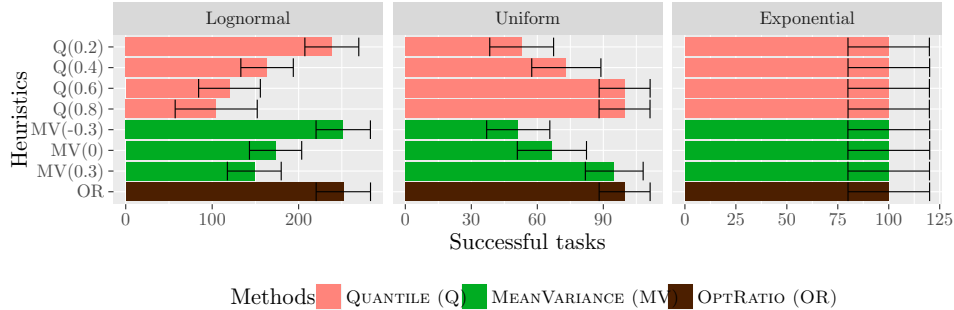 Lognormal Uniform Exponential
Heuristics
Q(0.2)
Q(0.4)
Q(0.6)
Q(0.8)
MV(-0.3)
MV(0)
MV(0.3)
OR
0 100 200 0 30 60 90 0 25 50 75 100 125
Successful tasks
Methods QUANTILE (Q) MEANVARIANCE (MV) OPTRATIO (OR)